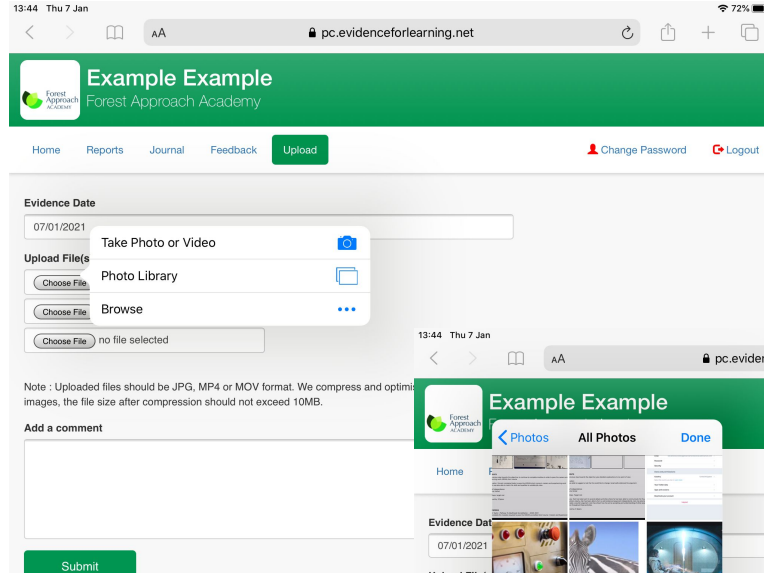 13:44 Thu 7 Jan
72%
AA
pc.evidenceforlearning.net
Forest
Approach
ACADEMY
Example Example
Forest Approach Academy
Home Reports Journal Feedback Upload Change Password Logout
Evidence Date
07/01/2021
Take Photo or Video
Upload File(s
Choose File
Photo Library
Choose File
Browse
Choose File no file selected
Note : Uploaded files should be JPG, MP4 or MOV format. We compress and optimi
images, the file size after compression should not exceed 10MB.
Add a comment
Submit
13:44 Thu 7 Jan
AA
pc.eviden
Forest
Approach
ACADEMY
Example Example
Photos All Photos Done
Home
Evidence Dat
07/01/2021